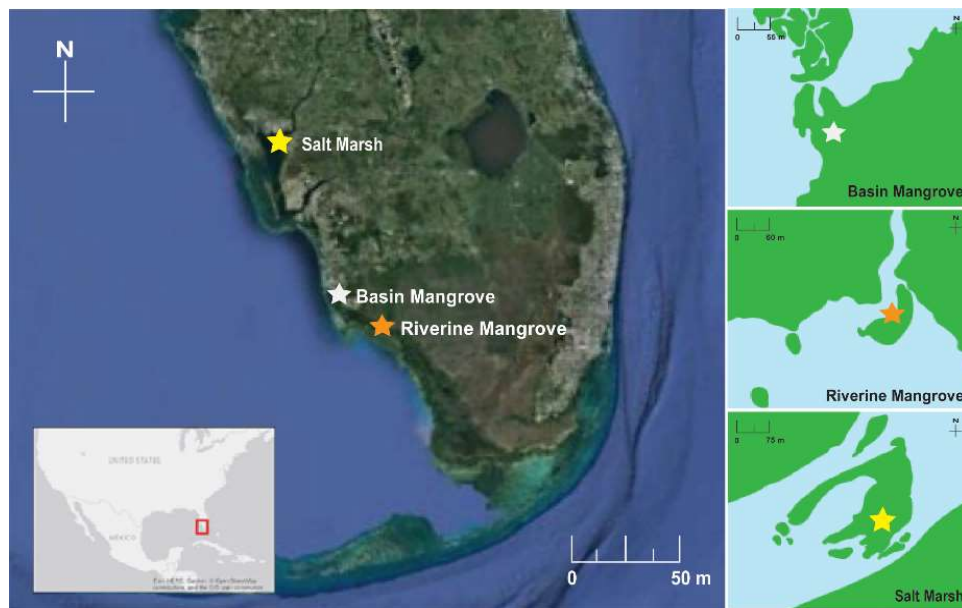 N
Salt Marsh
Basin Mangrove
Riverine Mangrove
0
50 m
UNITED STATES
MEXICO
N
0
Basin Mangrove
N
0
60 m
Riverine Mangrove
N
0
75 m
Salt Marsh